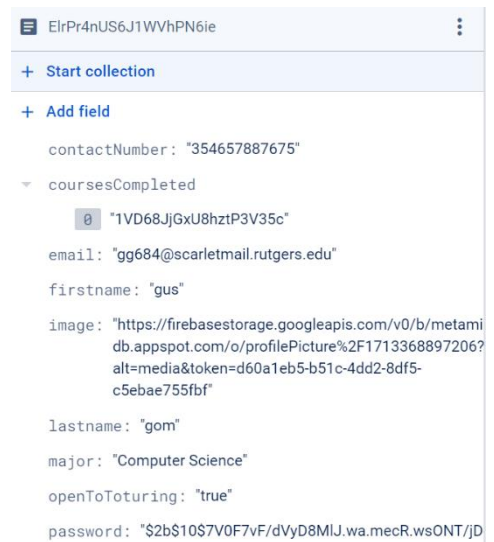 ElrPr4nUS6J1WVhPN6ie
+ Start collection
+ Add field
contactNumber: "354657887675"
coursesCompleted
0 "1VD68JjGxU8hztP3V35c"
email: "gg684@scarletmail.rutgers.edu"
firstname: "gus"
image: "https://firebasestorage.googleapis.com/v0/b/metami
db.appspot.com/o/profilePicture%2F1713368897206?
alt=media&token=d60a1eb5-b51c-4dd2-8df5-
c5ebae755fbf"
lastname: "gom"
major: "Computer Science"
openToToturing: "true"
password: "$2b$10$7V0F7vF/dVyD8MlJ.wa.mecR.wsONT/jD